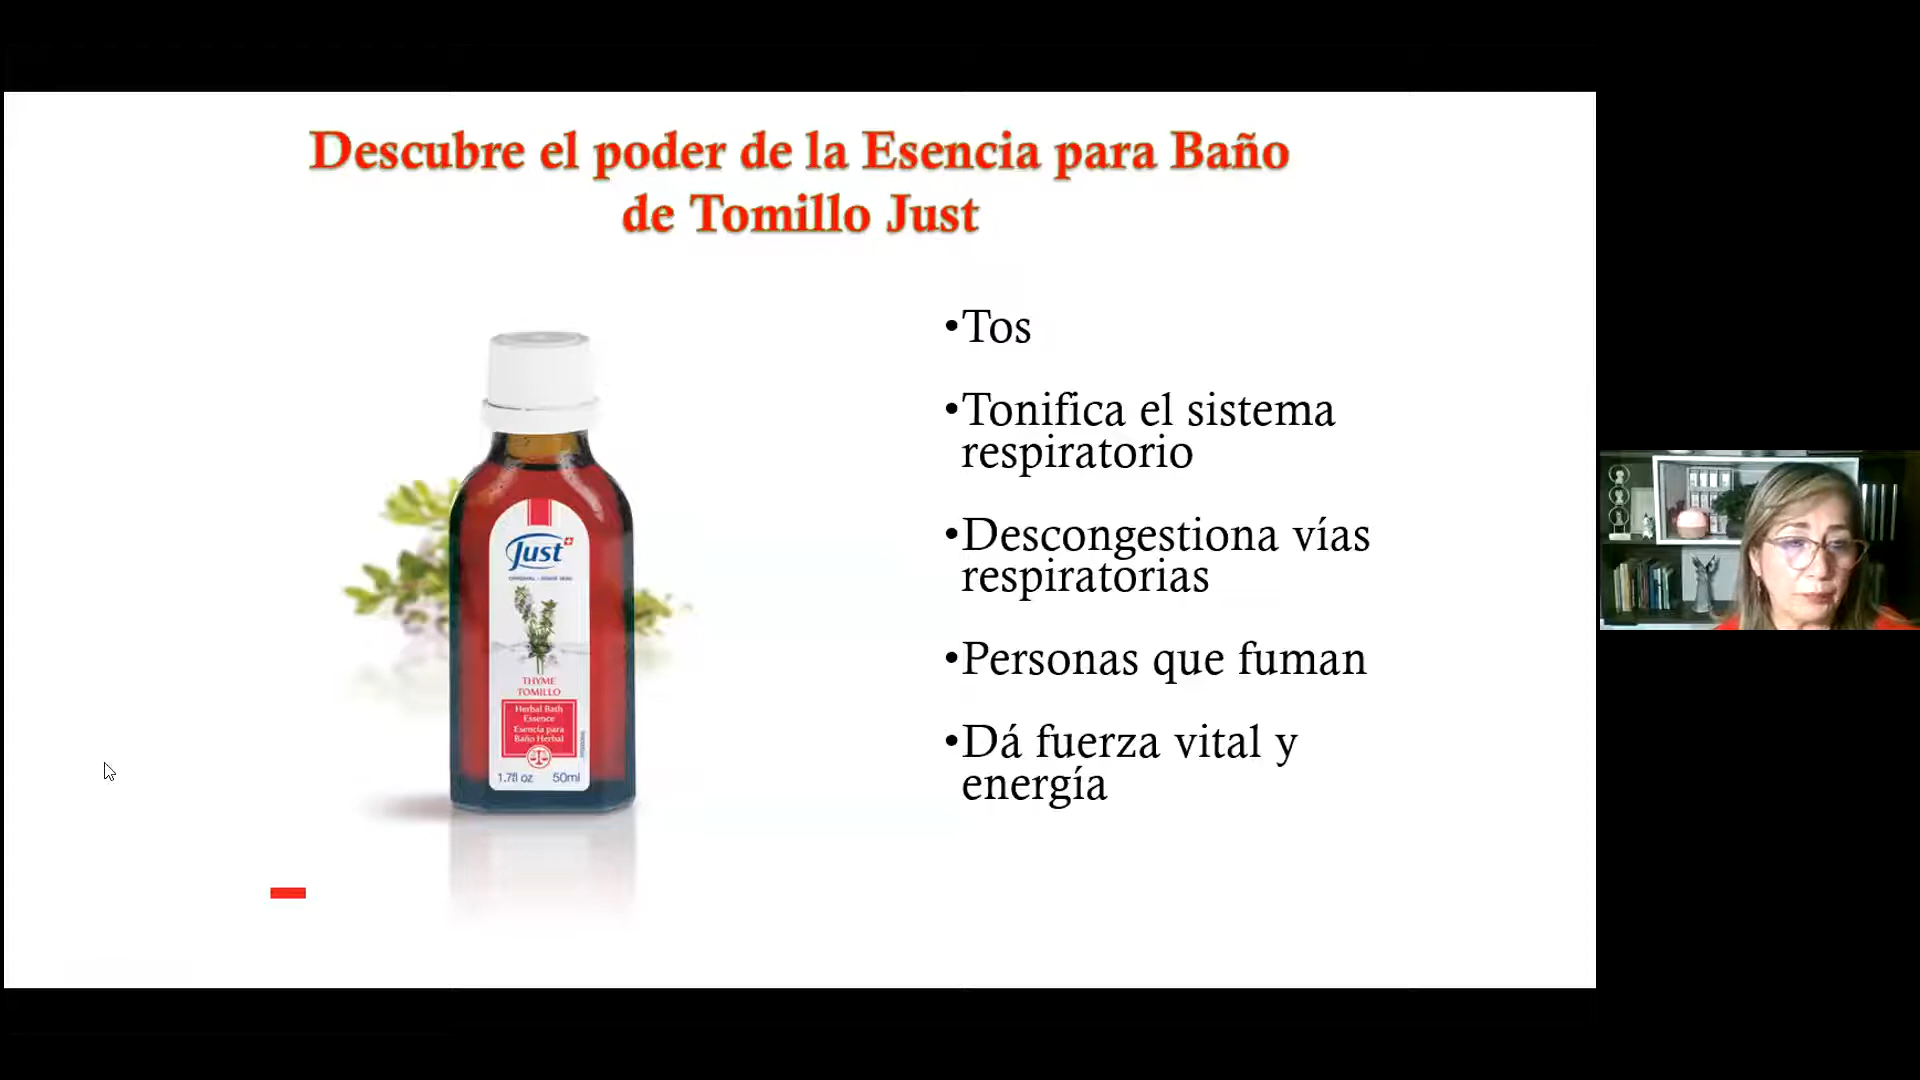 Descubre el poder de la Esencia para Baño
de Tomillo Just
•Tos
•Tonifica el sistema
respiratorio
•Descongestiona vías
respiratorias
•Personas que fuman
•Dá fuerza vital y
energía
Just
THYME
TOMILLO
Herbal Bath
Essence
Esencia para
Baño Herbal
1.7fl oz 50ml